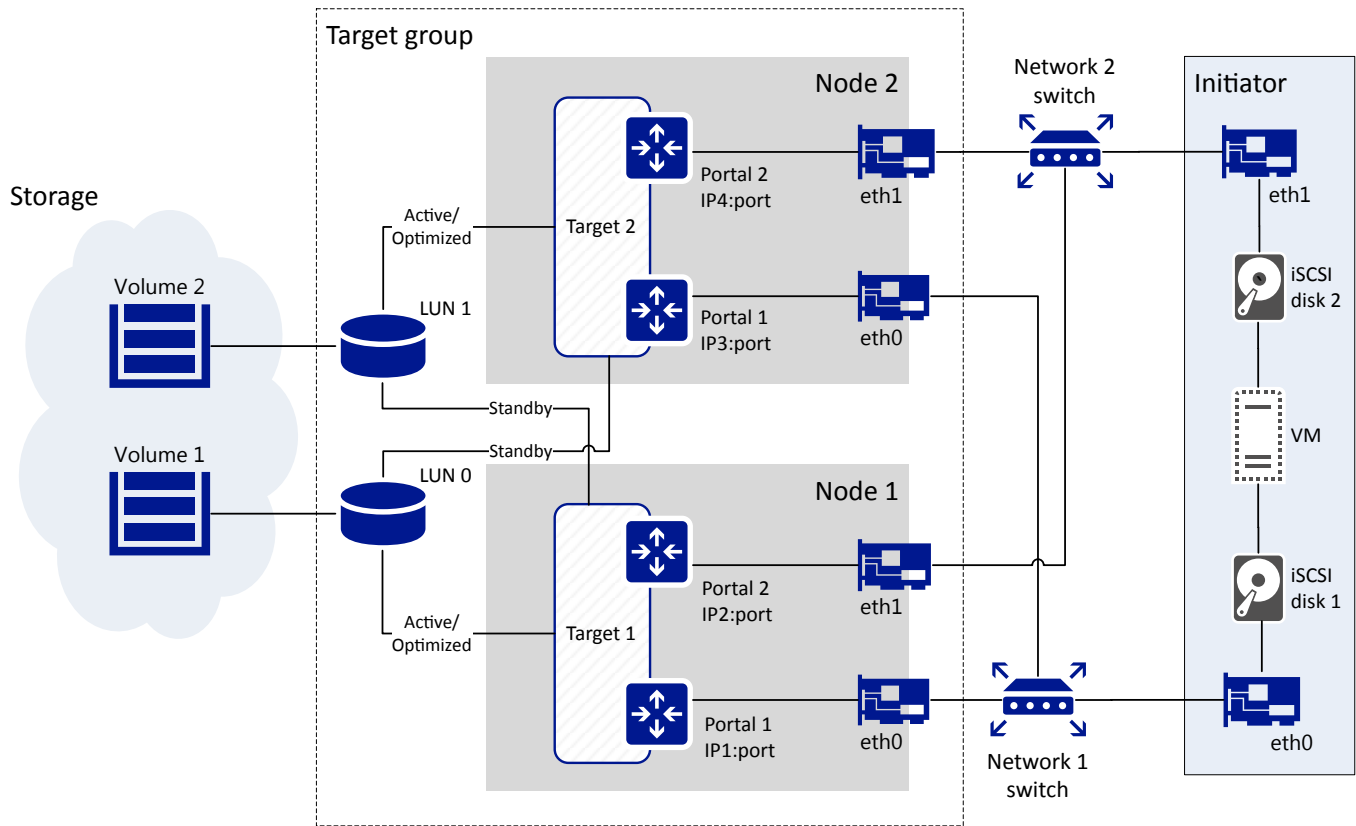 Target group
Node 2
Network 2
switch
Initiator
Storage
Portal 2
IP4:port
eth1
eth1
Active/
Optimized
Target 2
Volume 2
LUN 1
Portal 1
IP3:port
eth0
iSCSI
disk 2
Standby
Standby
VM
Volume 1
LUN 0
Node 1
Portal 2
IP2:port
eth1
iSCSI
disk 1
Active/
Optimized
Target 1
Portal 1
IP1:port
eth0
Network 1
switch
eth0